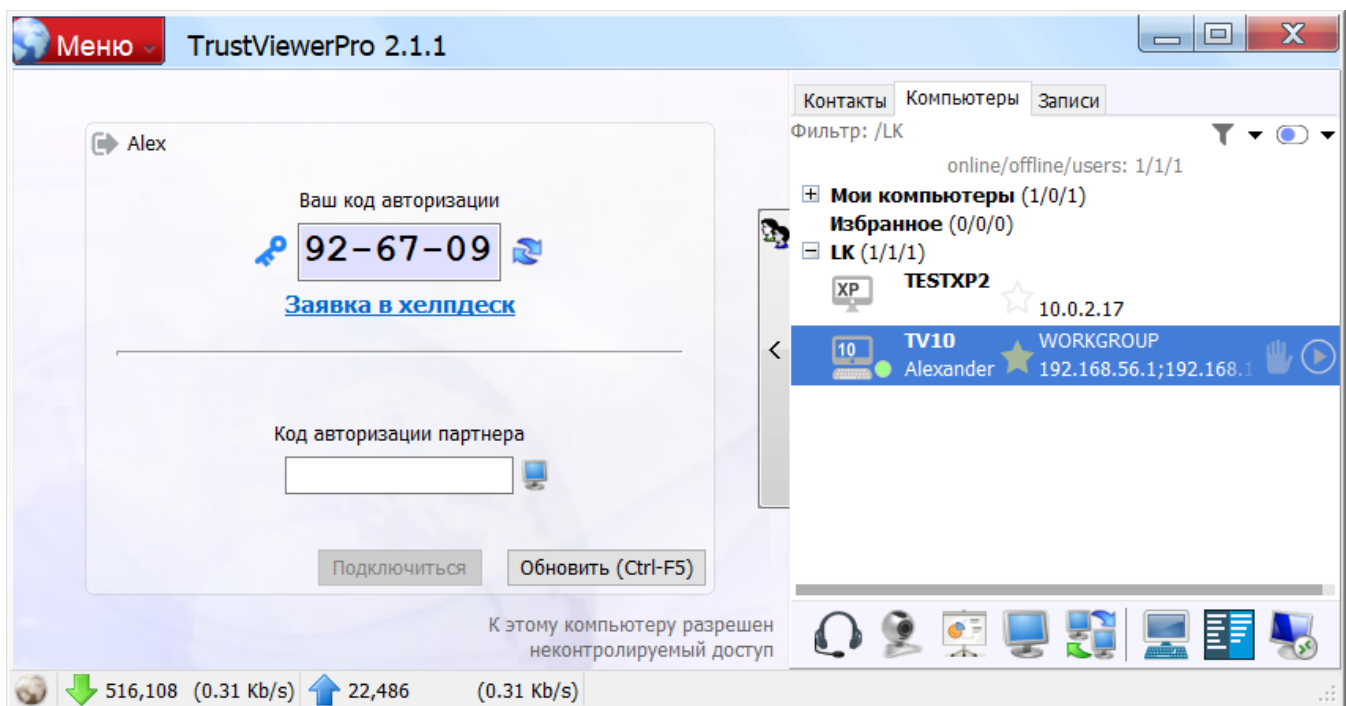 Меню
TrustViewerPro 2.1.1
Alex
Ваш код авторизации
92-67-09
Заявка в хелпдеск
Код авторизации партнера
Подключиться
Обновить (Ctrl-F5)
К этому компьютеру разрешен
неконтролируемый доступ
Контакты Компьютеры Записи
Фильтр: /LK
online/offline/users: 1/1/1
Мои компьютеры (1/0/1)
Избранное (0/0/0)
LK (1/1/1)
XP TESTXP2
10.0.2.17
10 TV10 WORKGROUP
Alexander 192.168.56.1;192.168.1
516,108 (0.31 Kb/s) 22,486 (0.31 Kb/s)